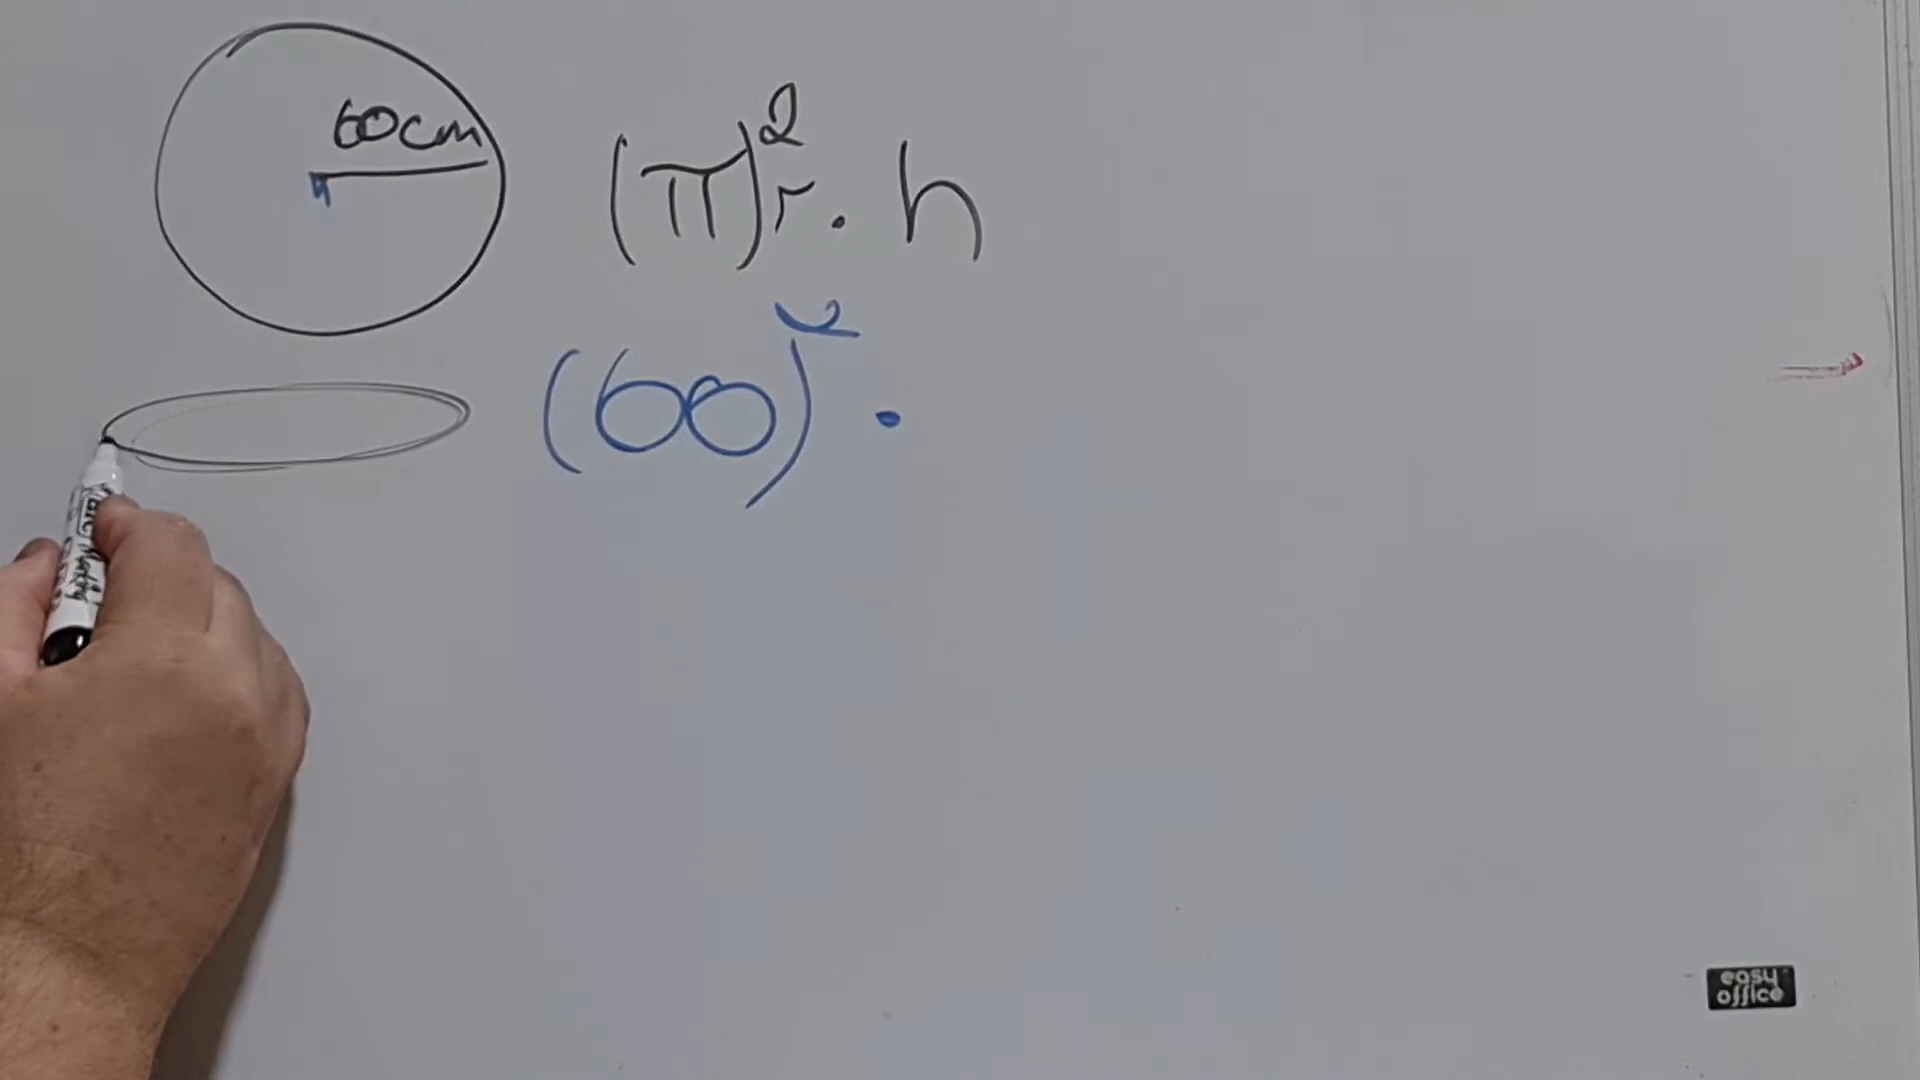 60cm
(π)²r · h
(60)² ·
easy
office